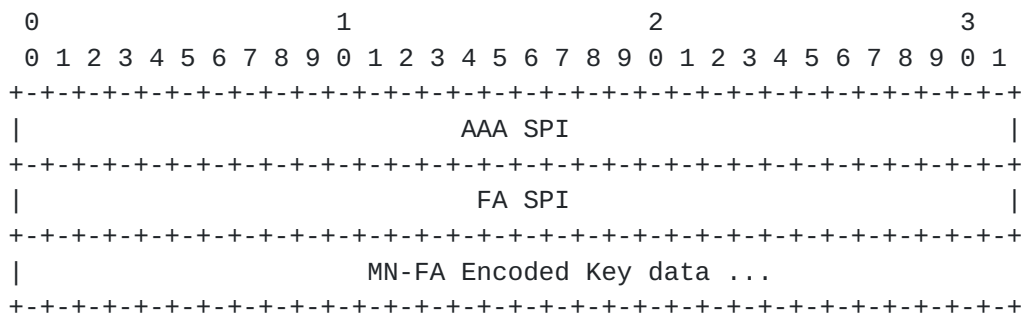 0                   1                   2                   3
 0 1 2 3 4 5 6 7 8 9 0 1 2 3 4 5 6 7 8 9 0 1 2 3 4 5 6 7 8 9 0 1
+-+-+-+-+-+-+-+-+-+-+-+-+-+-+-+-+-+-+-+-+-+-+-+-+-+-+-+-+-+-+-+-+
|                            AAA SPI                            |
+-+-+-+-+-+-+-+-+-+-+-+-+-+-+-+-+-+-+-+-+-+-+-+-+-+-+-+-+-+-+-+-+
|                             FA SPI                            |
+-+-+-+-+-+-+-+-+-+-+-+-+-+-+-+-+-+-+-+-+-+-+-+-+-+-+-+-+-+-+-+-+
|                      MN-FA Encoded Key data ...
+-+-+-+-+-+-+-+-+-+-+-+-+-+-+-+-+-+-+-+-+-+-+-+-+-+-+-+-+-+-+-+-+